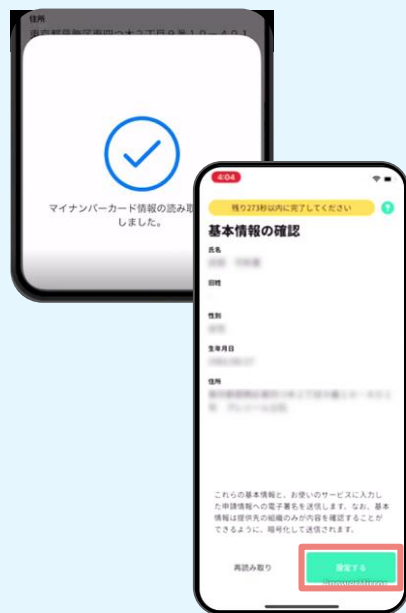 住所
マイナンバーカード情報の読み取
しました。
4:04
残り273秒以内に完了してください
基本情報の確認
氏名
旧姓
性別
生年月日
住所
これらの基本情報と、お使いのサービスに入力し
た申請情報への電子署名を送信します。なお、基本
情報は提供先の組織のみが内容を確認することが
できるように、暗号化して送信されます。
再読み取り
設定する